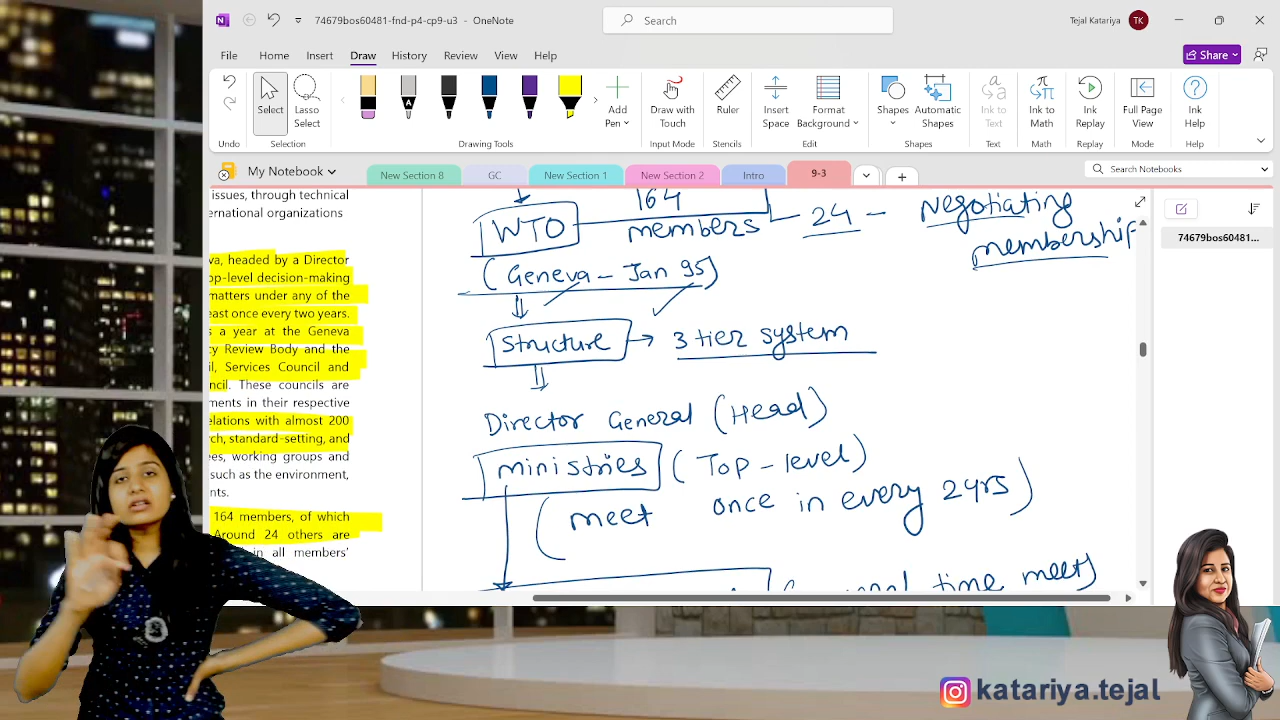 74679bos60481-fnd-p4-cp9-u3 - OneNote
Search
Tejal Katariya
TK
File Home Insert Draw History Review View Help
Share
Select
Lasso Select
Add Pen
Draw with Touch
Ruler
Insert Space
Format Background
Shapes
Automatic Shapes
Ink to Text
Ink to Math
Ink Replay
Full Page View
Ink Help
Undo Selection Drawing Tools Input Mode Stencils Edit Math Replay View Help
My Notebook
New Section 8
GC
New Section 1
New Section 2
Intro
9-3
Search Notebooks
74679bos60481...
issues, through technical
ernational organizations
va, headed by a Director
op-level decision-making
matters under any of the
east once every two years.
s a year at the Geneva
cy Review Body and the
il, Services Council and
ncil. These councils are
ments in their respective
elations with almost 200
rch, standard-setting, and
ees, working groups and
such as the environment,
nts.
164 members, of which
Around 24 others are
in all members'
WTO 164 members 24 - Negotiating membership
(Geneva - Jan 95)
Structure → 3 tier system
Director General (Head)
ministries (Top-level)
(meet once in every 2yrs)
time meets
katariya.tejal